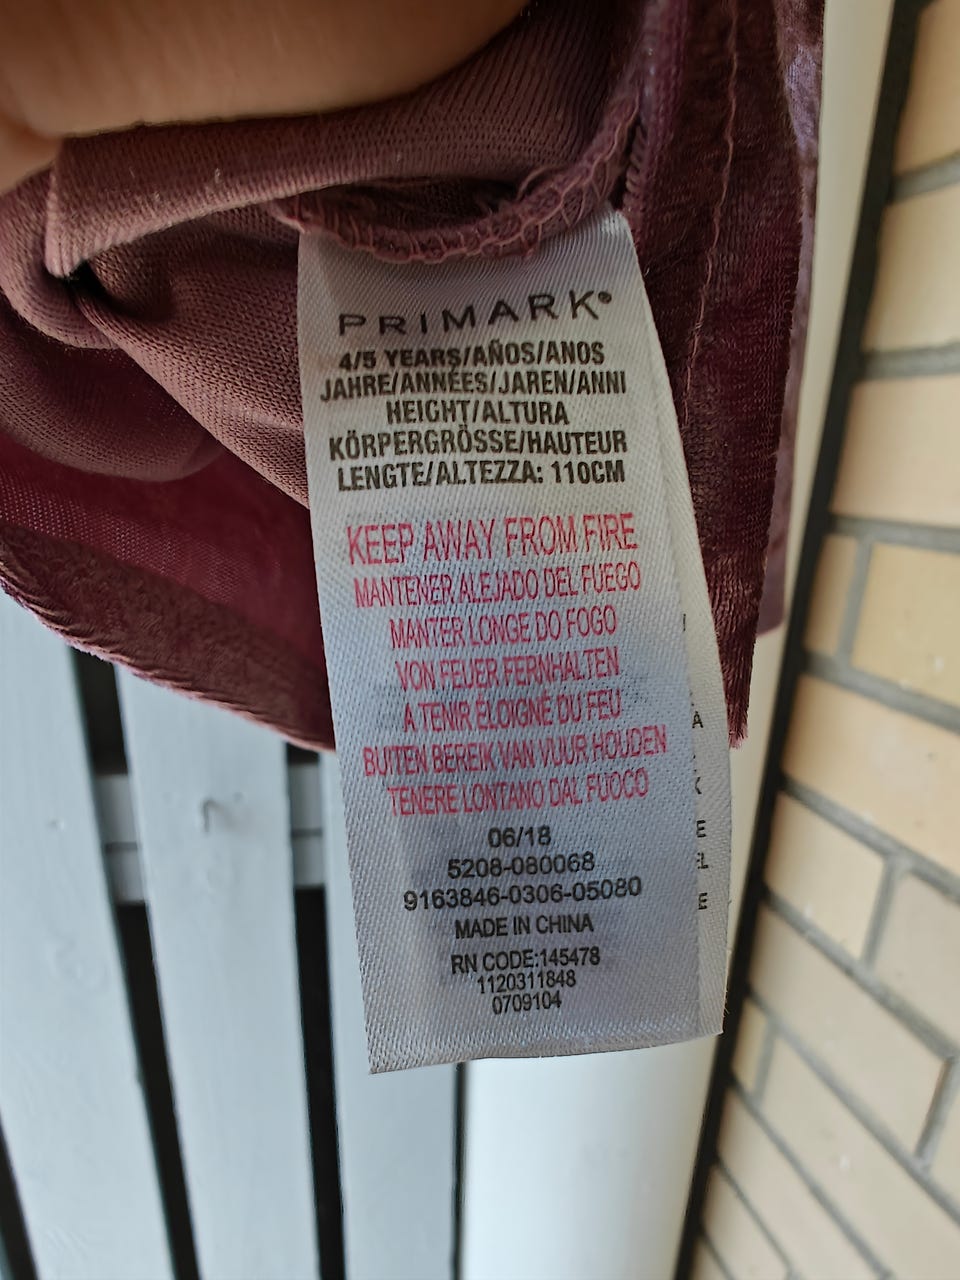 PRIMARK®
4/5 YEARS/AÑOS/ANOS
JAHRE/ANNÉES/JAREN/ANNI
HEIGHT/ALTURA
KÖRPERGRÖSSE/HAUTEUR
LENGTE/ALTEZZA: 110CM
KEEP AWAY FROM FIRE
MANTENER ALEJADO DEL FUEGO
MANTER LONGE DO FOGO
VON FEUER FERNHALTEN
A TENIR ÉLOIGNÉ DU FEU
BUITEN BEREIK VAN VUUR HOUDEN
TENERE LONTANO DAL FUOCO
06/18
5208-080068
9163846-0306-05080
MADE IN CHINA
RN CODE:145478
1120311848
0709104